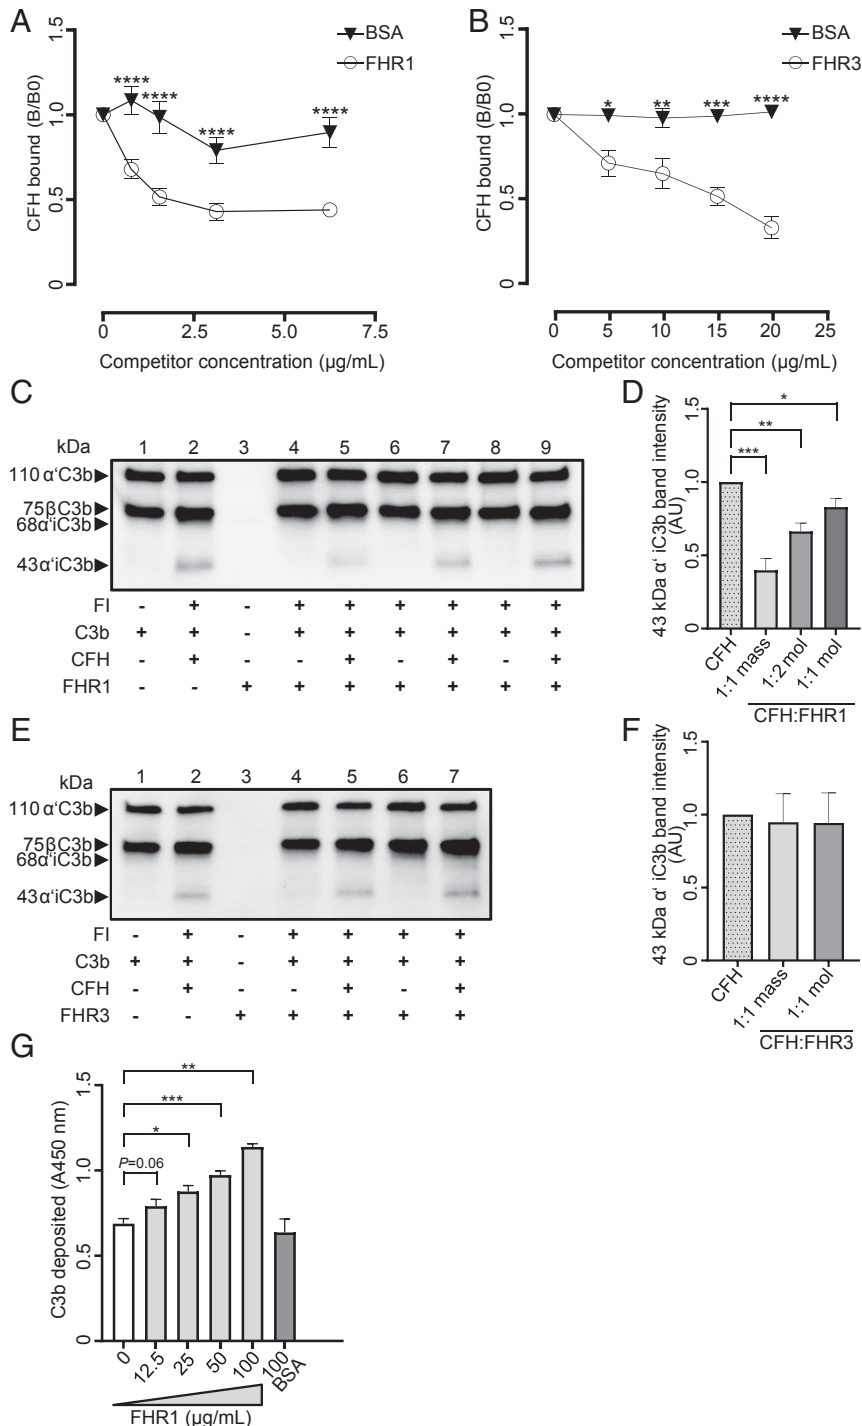 A
BSA
FHR1
****
****
****
****
CFH bound (B/B0)
1.5
1.0
0.5
0
0 2.5 5.0 7.5
Competitor concentration (µg/mL)
B
BSA
FHR3
* ** *** ****
CFH bound (B/B0)
1.5
1.0
0.5
0
0 5 10 15 20 25
Competitor concentration (µg/mL)
C
kDa 1 2 3 4 5 6 7 8 9
110 α'C3b
75βC3b
68α'iC3b
43α'iC3b
FI - + - + + + + + +
C3b + + - + + + + + +
CFH - + - - + - + - +
FHR1 - - + + + + + + +
D
43 kDa α' iC3b band intensity
(AU)
1.5
1.0
0.5
0
*
**
***
CFH
1:1 mass
1:2 mol
1:1 mol
CFH:FHR1
E
kDa 1 2 3 4 5 6 7
110 α'C3b
75βC3b
68α'iC3b
43α'iC3b
FI - + - + + + +
C3b + + - + + + +
CFH - + - - + - +
FHR3 - - + + + + +
F
43 kDa α' iC3b band intensity
(AU)
1.5
1.0
0.5
0
CFH
1:1 mass
1:1 mol
CFH:FHR3
G
C3b deposited (A450 nm)
1.5
1.0
0.5
0
**
***
*
P=0.06
0
12.5
25
50
100
100
BSA
FHR1 (µg/mL)